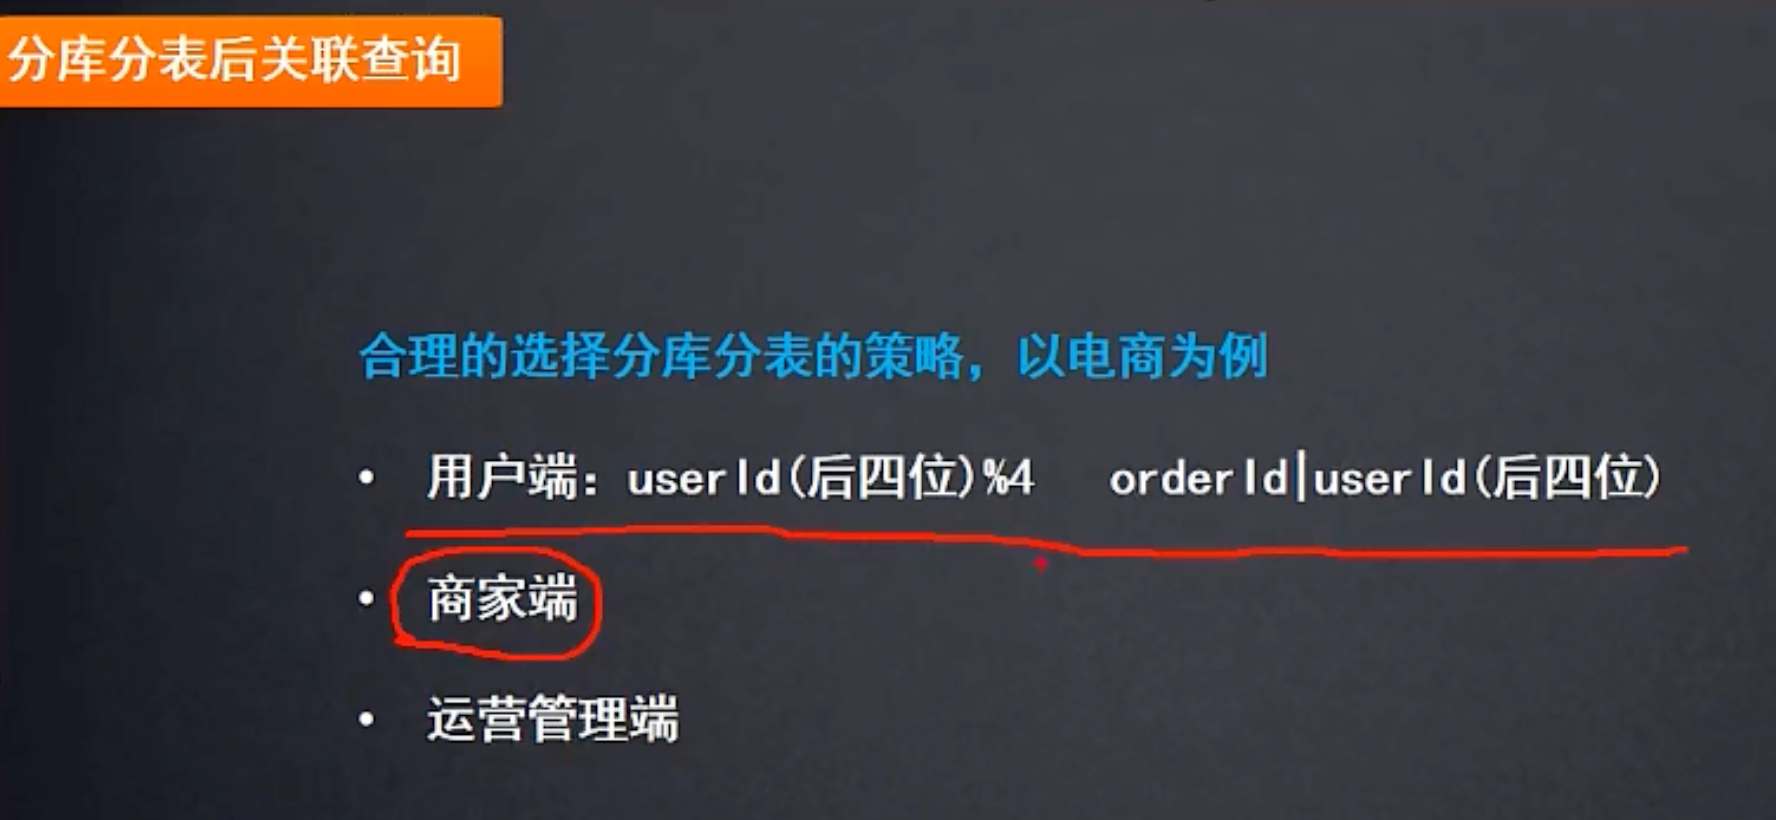 分库分表后关联查询
合理的选择分库分表的策略，以电商为例
• 用户端：userId(后四位)%4 orderId|userId(后四位)
• 商家端
• 运营管理端